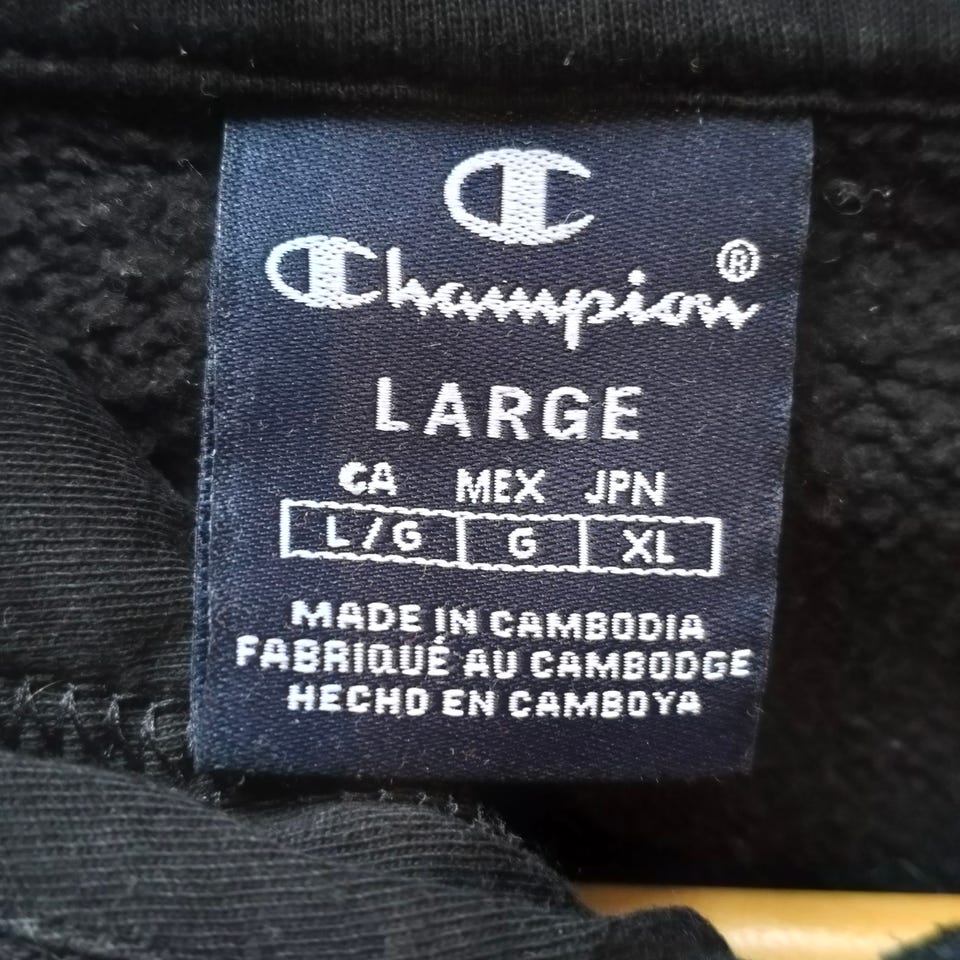 C
Champion®
LARGE
CA MEX JPN
L/G G XL
MADE IN CAMBODIA
FABRIQUÉ AU CAMBODGE
HECHO EN CAMBOYA